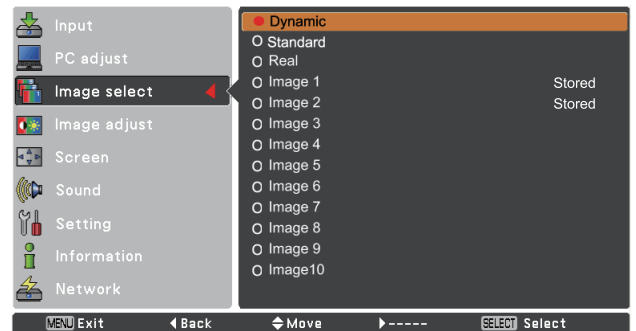 Input
PC adjust
Image select
Image adjust
Screen
Sound
Setting
Information
Network
Dynamic
Standard
Real
Image 1 Stored
Image 2 Stored
Image 3
Image 4
Image 5
Image 6
Image 7
Image 8
Image 9
Image10
MENU Exit Back Move ----- SELECT Select